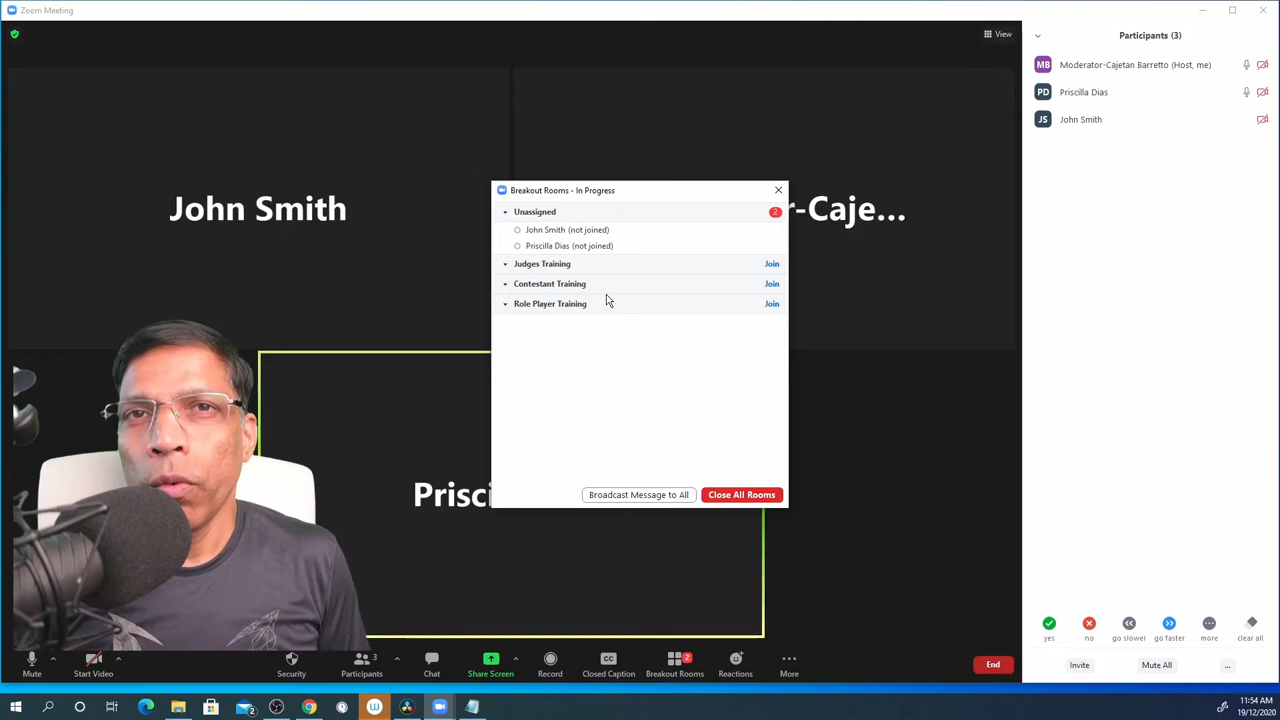 Zoom Meeting
View
Participants (3)
MB Moderator-Cajetan Barretto (Host, me)
PD Priscilla Dias
JS John Smith
John Smith
r-Caje...
Prisci
Breakout Rooms - In Progress
Unassigned 2
John Smith (not joined)
Priscilla Dias (not joined)
Judges Training Join
Contestant Training Join
Role Player Training Join
Broadcast Message to All Close All Rooms
yes no go slower go faster more clear all
Invite Mute All ...
3 CC 2
Mute Start Video Security Participants Chat Share Screen Record Closed Caption Breakout Rooms Reactions More End
2 W
11:54 AM
19/12/2020